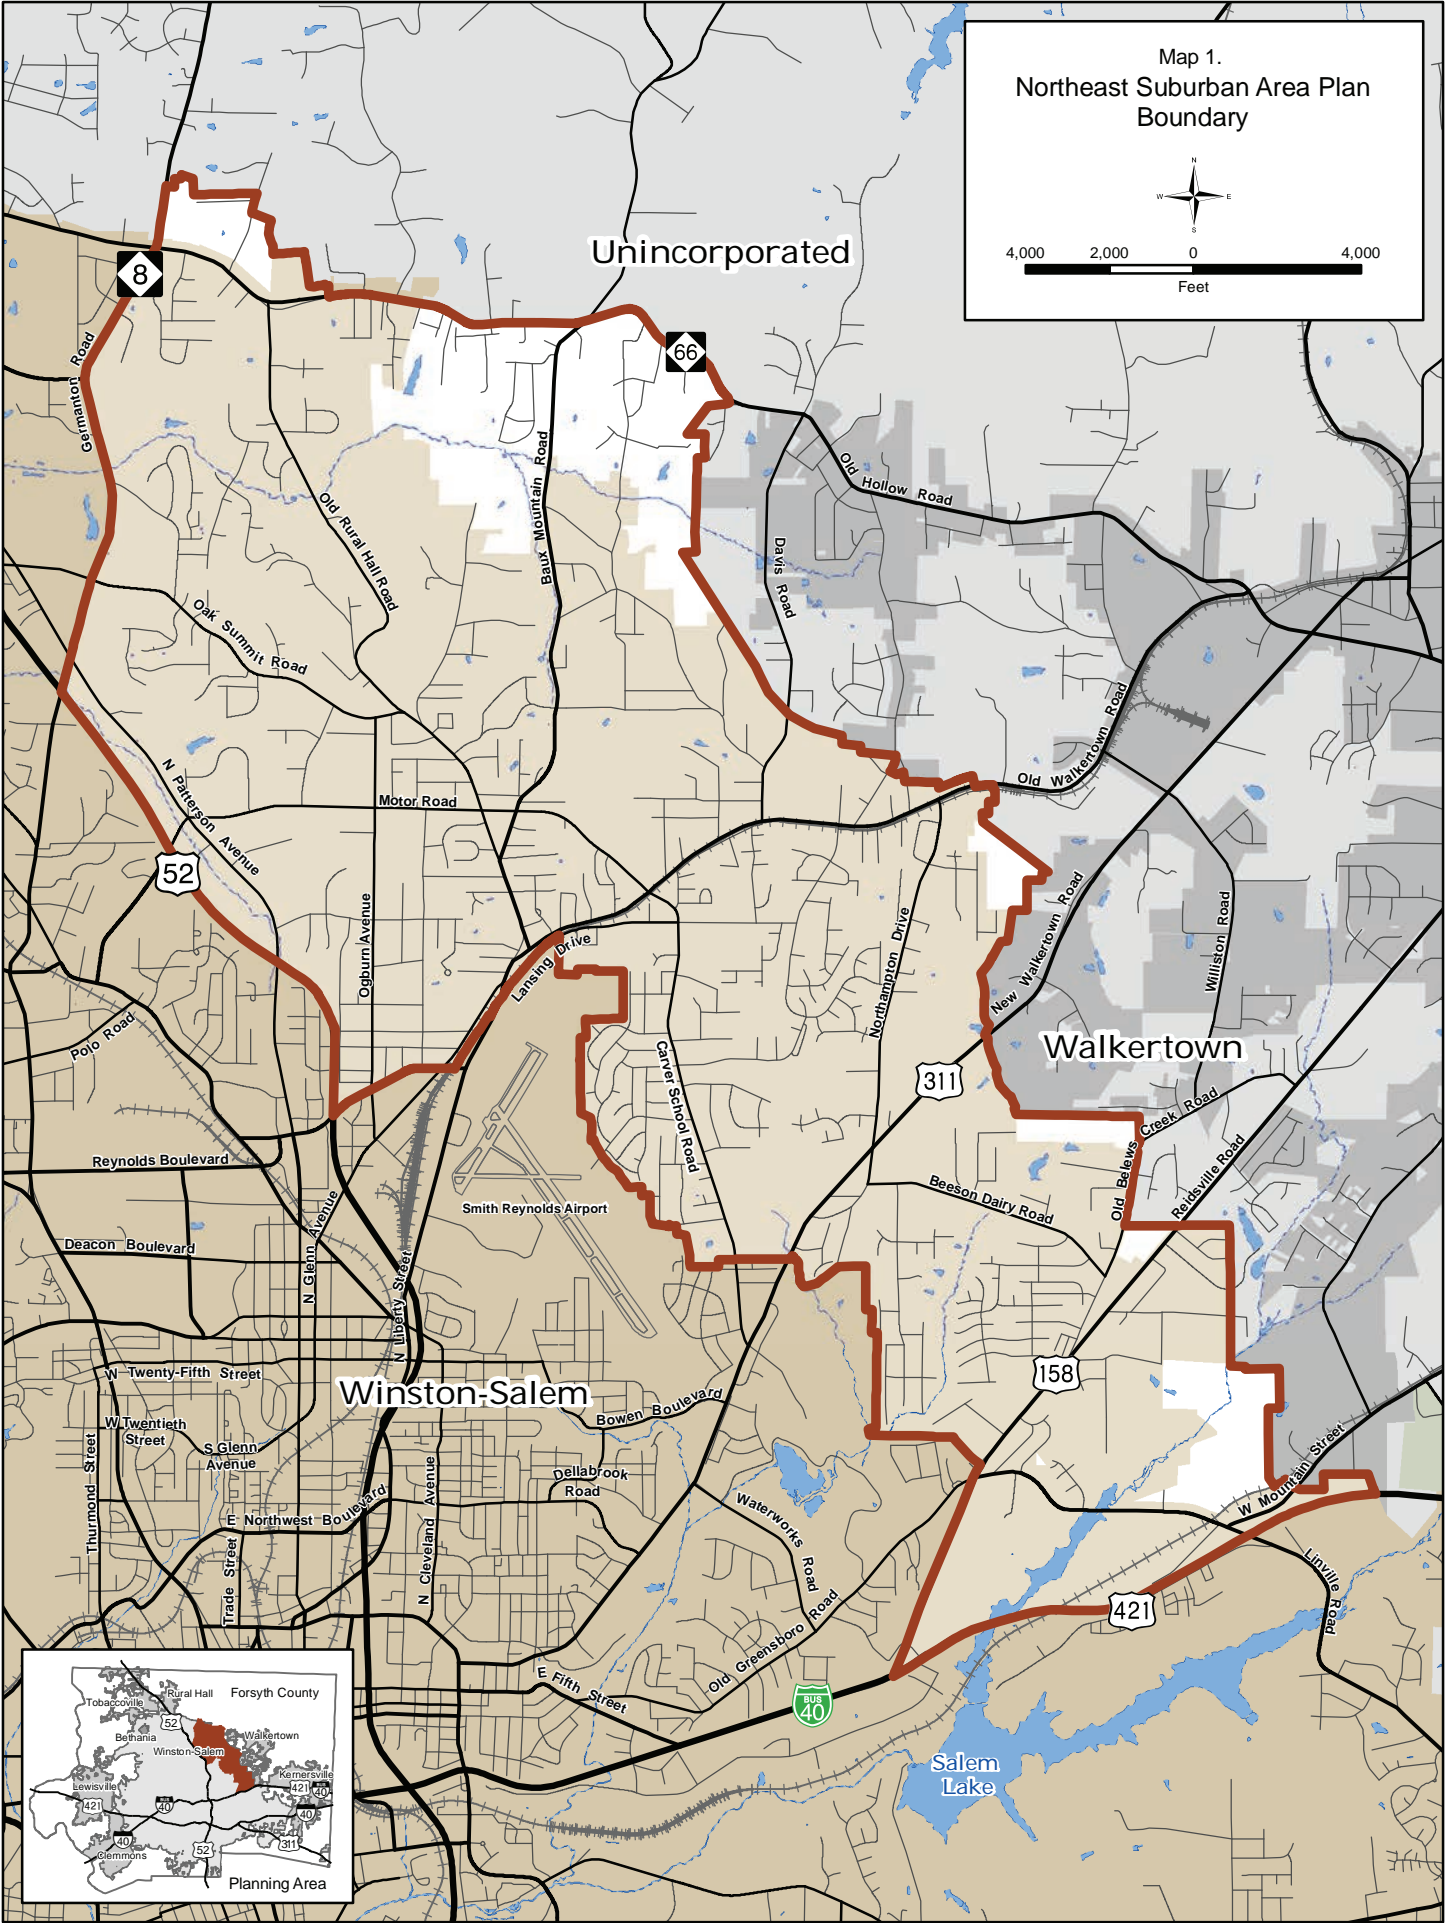 Map 1.
Northeast Suburban Area Plan
Boundary
N
W
E
S
4,000
2,000
0
4,000
Feet
Unincorporated
8
66
Germanton Road
Old
Hollow Road
Old Rural Hall Road
Baux Mountain Road
Davis Road
Oak Summit Road
Old Walkertown Road
N Patterson Avenue
Motor Road
52
Ogburn Avenue
Lansing Drive
Northampton Drive
New Walkertown Road
Williston Road
Polo Road
Carver School Road
Walkertown
311
Old Belews
Creek Road
Reidsville Road
Reynolds Boulevard
Beeson Dairy Road
Smith Reynolds Airport
Deacon Boulevard
N Glenn Avenue
N Liberty Street
W Twenty-Fifth Street
158
Winston-Salem
Bowen Boulevard
W Twentieth
Street
S Glenn
Avenue
Thurmond Street
Dellabrook
Road
W Mountain Street
E Northwest Boulevard
N Cleveland Avenue
Waterworks Road
Trade Street
Linville Road
421
Old Greensboro Road
E Fifth Street
BUS
40
Salem
Lake
Rural Hall
Forsyth County
Tobaccoville
52
Bethania
Walkertown
Winston-Salem
Kernersville
Lewisville
421
40
421
40
40
40
52
311
Clemmons
Planning Area